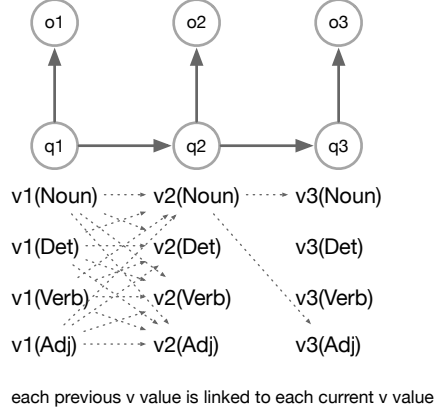 o1 o2 o3
q1 q2 q3
v1(Noun) v2(Noun) v3(Noun)
v1(Det) v2(Det) v3(Det)
v1(Verb) v2(Verb) v3(Verb)
v1(Adj) v2(Adj) v3(Adj)
each previous v value is linked to each current v value